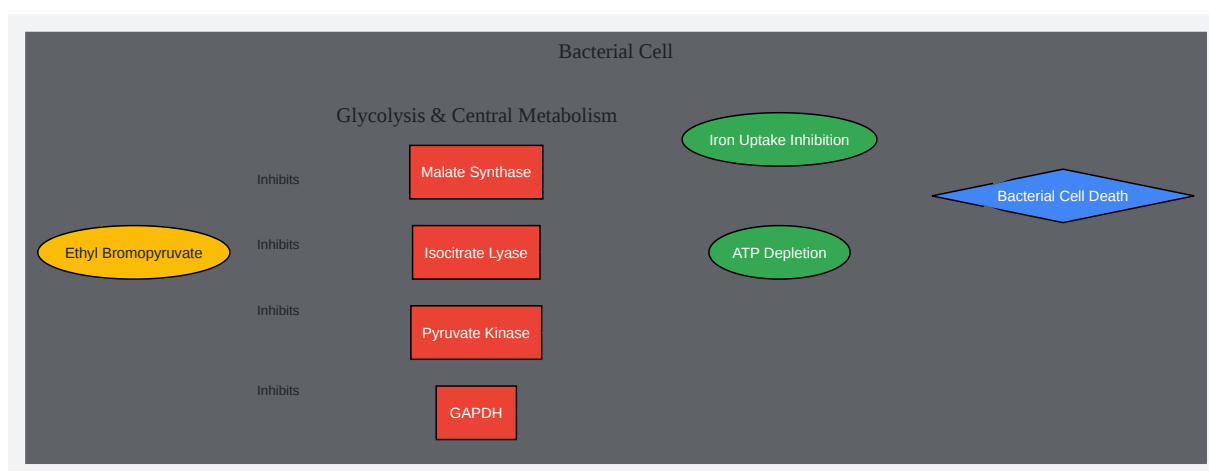 Bacterial Cell
Glycolysis & Central Metabolism
Iron Uptake Inhibition
Malate Synthase
Inhibits
Bacterial Cell Death
Inhibits
Ethyl Bromopyruvate
Isocitrate Lyase
ATP Depletion
Inhibits
Pyruvate Kinase
Inhibits
GAPDH